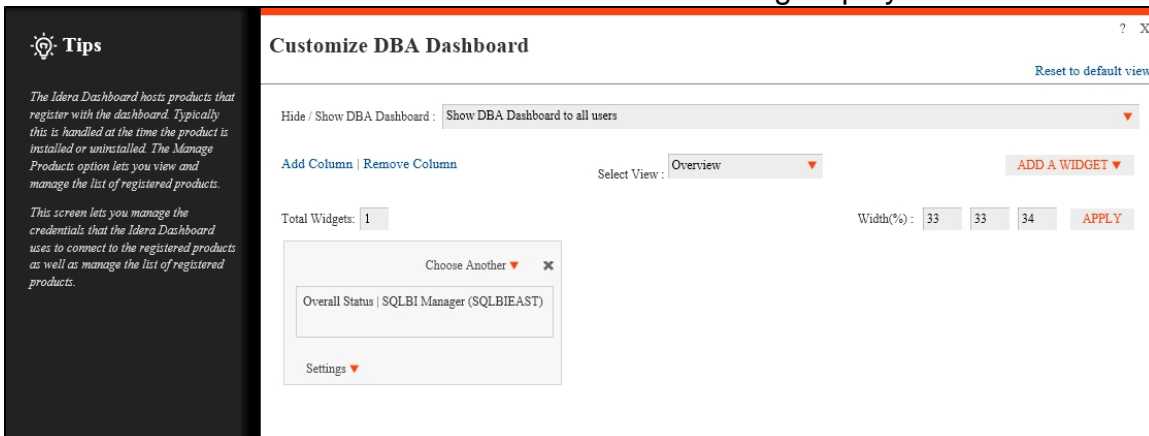 Tips
The Idera Dashboard hosts products that
register with the dashboard. Typically
this is handled at the time the product is
installed or uninstalled. The Manage
Products option lets you view and
manage the list of registered products.
This screen lets you manage the
credentials that the Idera Dashboard
uses to connect to the registered products
as well as manage the list of registered
products.
? X
Customize DBA Dashboard
Reset to default view
Hide / Show DBA Dashboard : Show DBA Dashboard to all users
Add Column | Remove Column
Select View : Overview
ADD A WIDGET
Total Widgets: 1
Width(%) : 33 33 34 APPLY
Choose Another
Overall Status | SQLBI Manager (SQLBIEAST)
Settings